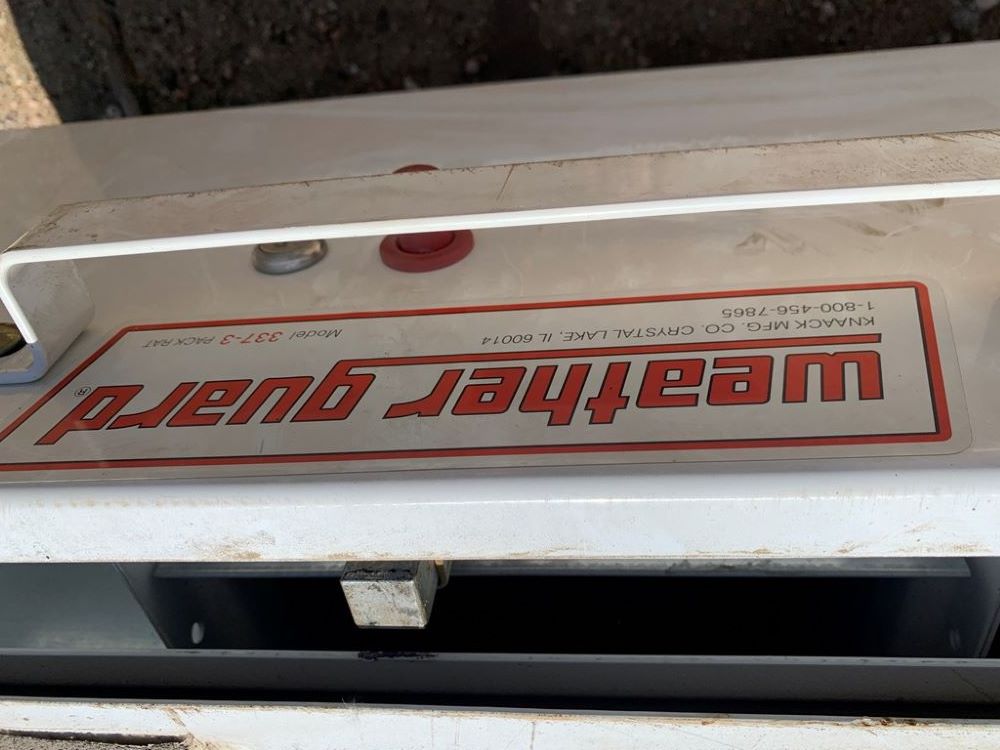 weather guard®
KNAACK MFG. CO. CRYSTAL LAKE, IL 60014
1-800-456-7865
Model 337-3 PACK RAT